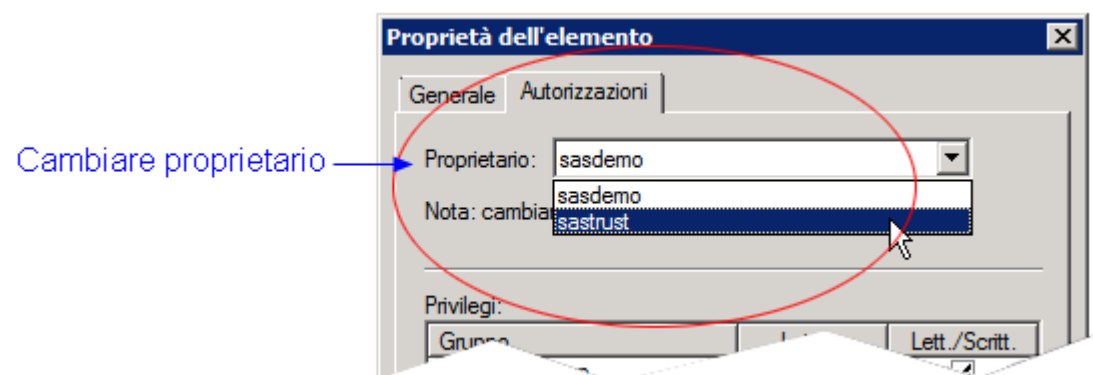 Proprietà dell'elemento
Generale Autorizzazioni
Cambiare proprietario
Proprietario: sasdemo
sasdemo
Nota: cambia
sastrust
Privilegi:
Gruppo Lett./Scritt.